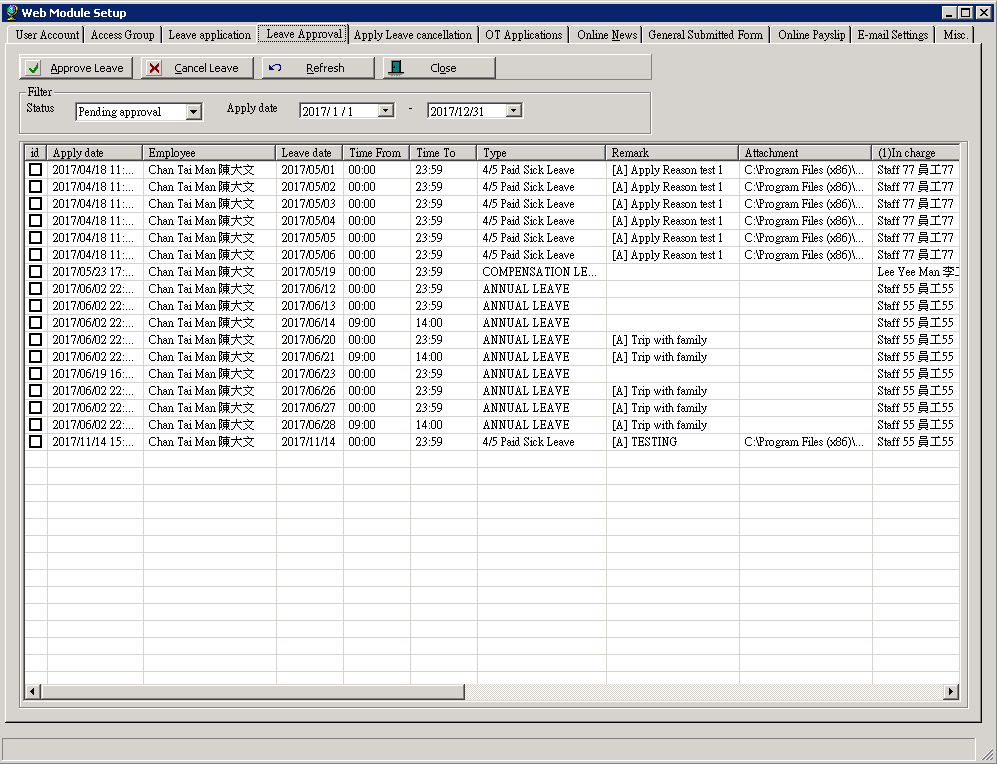 Web Module Setup
User Account Access Group Leave application Leave Approval Apply Leave cancellation OT Applications Online News General Submitted Form Online Payslip E-mail Settings Misc.
Approve Leave Cancel Leave Refresh Close
Filter
Status Pending approval Apply date 2017/ 1 / 1 - 2017/12/31
id Apply date Employee Leave date Time From Time To Type Remark Attachment (1)In charge
2017/04/18 11:... Chan Tai Man 陳大文 2017/05/01 00:00 23:59 4/5 Paid Sick Leave [A] Apply Reason test 1 C:\Program Files (x86)\... Staff 77 員工77
2017/04/18 11:... Chan Tai Man 陳大文 2017/05/02 00:00 23:59 4/5 Paid Sick Leave [A] Apply Reason test 1 C:\Program Files (x86)\... Staff 77 員工77
2017/04/18 11:... Chan Tai Man 陳大文 2017/05/03 00:00 23:59 4/5 Paid Sick Leave [A] Apply Reason test 1 C:\Program Files (x86)\... Staff 77 員工77
2017/04/18 11:... Chan Tai Man 陳大文 2017/05/04 00:00 23:59 4/5 Paid Sick Leave [A] Apply Reason test 1 C:\Program Files (x86)\... Staff 77 員工77
2017/04/18 11:... Chan Tai Man 陳大文 2017/05/05 00:00 23:59 4/5 Paid Sick Leave [A] Apply Reason test 1 C:\Program Files (x86)\... Staff 77 員工77
2017/04/18 11:... Chan Tai Man 陳大文 2017/05/06 00:00 23:59 4/5 Paid Sick Leave [A] Apply Reason test 1 C:\Program Files (x86)\... Staff 77 員工77
2017/05/23 17:... Chan Tai Man 陳大文 2017/05/19 00:00 23:59 COMPENSATION LE... Lee Yee Man 李
2017/06/02 22:... Chan Tai Man 陳大文 2017/06/12 00:00 23:59 ANNUAL LEAVE Staff 55 員工55
2017/06/02 22:... Chan Tai Man 陳大文 2017/06/13 00:00 23:59 ANNUAL LEAVE Staff 55 員工55
2017/06/02 22:... Chan Tai Man 陳大文 2017/06/14 09:00 14:00 ANNUAL LEAVE Staff 55 員工55
2017/06/02 22:... Chan Tai Man 陳大文 2017/06/20 00:00 23:59 ANNUAL LEAVE [A] Trip with family Staff 55 員工55
2017/06/02 22:... Chan Tai Man 陳大文 2017/06/21 09:00 14:00 ANNUAL LEAVE [A] Trip with family Staff 55 員工55
2017/06/19 16:... Chan Tai Man 陳大文 2017/06/23 00:00 23:59 ANNUAL LEAVE Staff 55 員工55
2017/06/02 22:... Chan Tai Man 陳大文 2017/06/26 00:00 23:59 ANNUAL LEAVE [A] Trip with family Staff 55 員工55
2017/06/02 22:... Chan Tai Man 陳大文 2017/06/27 00:00 23:59 ANNUAL LEAVE [A] Trip with family Staff 55 員工55
2017/06/02 22:... Chan Tai Man 陳大文 2017/06/28 09:00 14:00 ANNUAL LEAVE [A] Trip with family Staff 55 員工55
2017/11/14 15:... Chan Tai Man 陳大文 2017/11/14 00:00 23:59 4/5 Paid Sick Leave [A] TESTING C:\Program Files (x86)\... Staff 55 員工55